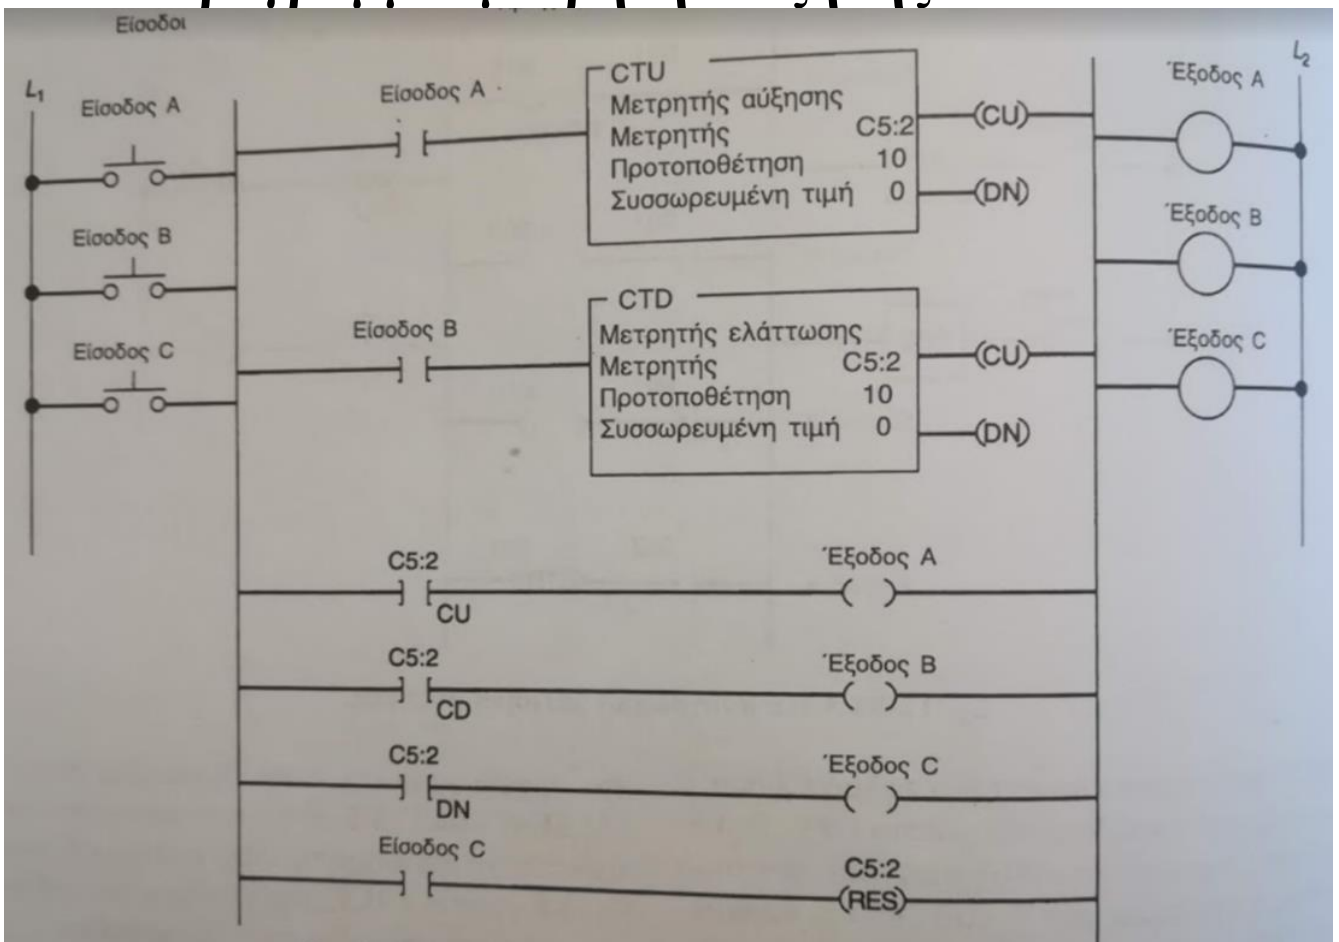 Είσοδοι
L1
Είσοδος A
Είσοδος B
Είσοδος C
Είσοδος A
CTU
Μετρητής αύξησης
Μετρητής C5:2
Προτοποθέτηση 10
Συσσωρευμένη τιμή 0
(CU)
(DN)
Είσοδος B
CTD
Μετρητής ελάττωσης
Μετρητής C5:2
Προτοποθέτηση 10
Συσσωρευμένη τιμή 0
(CU)
(DN)
L2
Έξοδος A
Έξοδος B
Έξοδος C
C5:2
CU
Έξοδος A
C5:2
CD
Έξοδος B
C5:2
DN
Έξοδος C
Είσοδος C
C5:2
(RES)